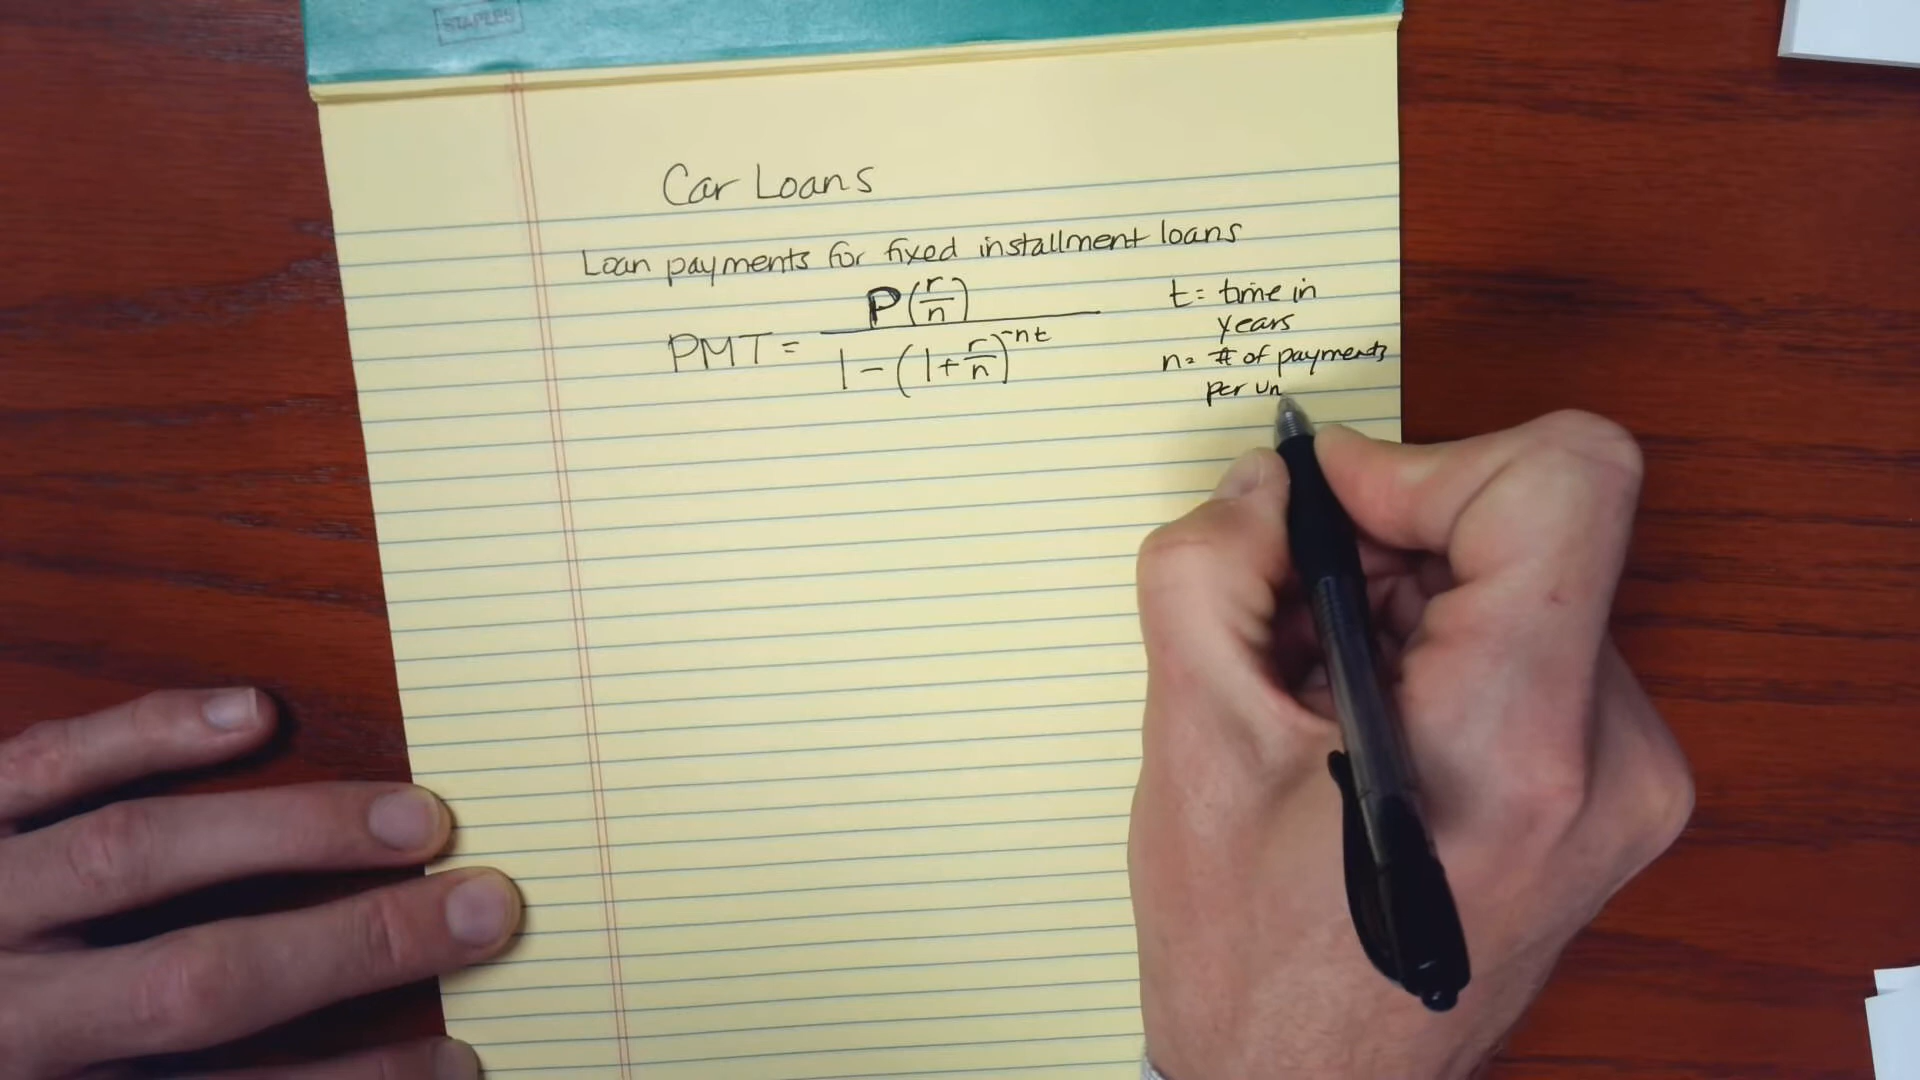 STAPLES
Car Loans
Loan payments for fixed installment loans
PMT = P(r/n) / 1 - (1 + r/n)^-nt
t = time in
years
n = # of payments
per un